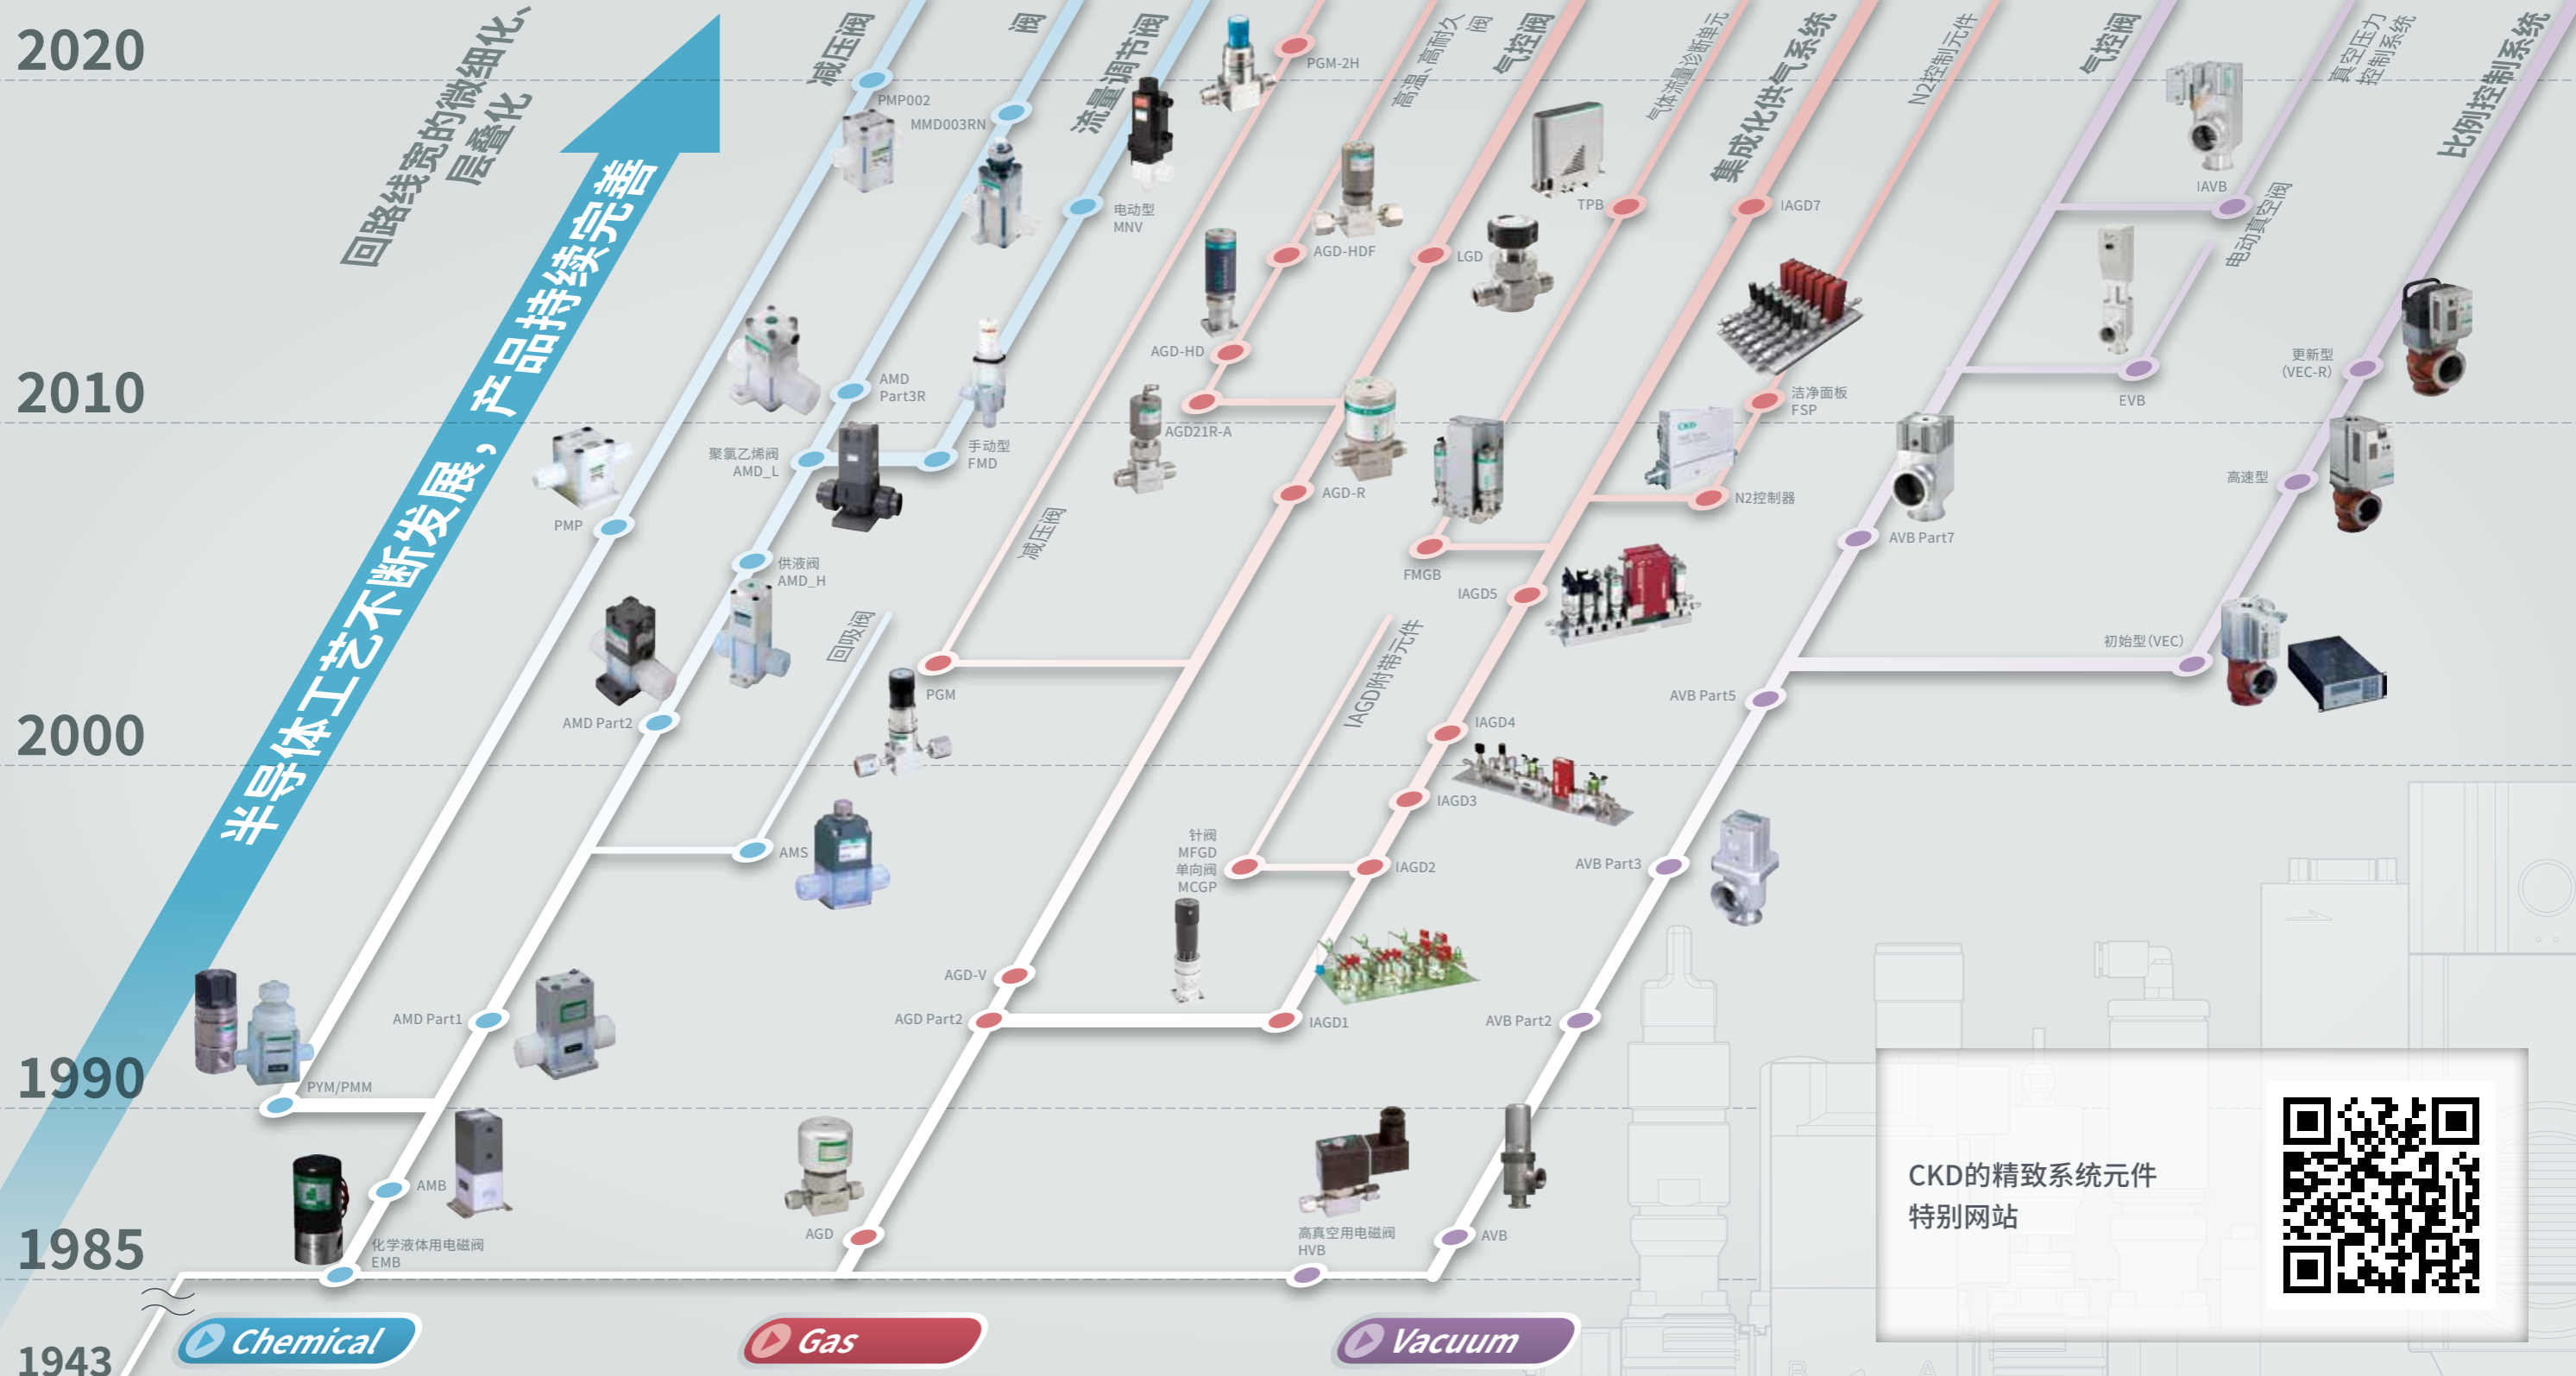 2020
2010
2000
1990
1985
1943
回路线宽的微细化、
层叠化
半导体工艺不断发展，产品持续完善
减压阀
阀
流量调节阀
PMP002
MMD003RN
电动型
MNV
AMD
Part3R
聚氯乙烯阀
AMD_L
手动型
FMD
PMP
供液阀
AMD_H
回吸阀
AMD Part2
AMS
AMD Part1
PYM/PMM
AMB
化学液体用电磁阀
EMB
Chemical
高温、高耐久
阀
气控阀
气体流量诊断单元
集成化供气系统
N2控制元件
PGM-2H
TPB
IAGD7
AGD-HDF
LGD
AGD-HD
AGD21R-A
洁净面板
FSP
AGD-R
N2控制器
减压阀
FMGB
IAGD5
PGM
IAGD附带元件
IAGD4
IAGD3
针阀
MFGD
单向阀
MCGP
IAGD2
AGD-V
AGD Part2
IAGD1
AGD
Gas
气控阀
真空压力
控制系统
比例控制系统
IAVB
电动真空阀
EVB
更新型
（VEC-R）
高速型
AVB Part7
初始型（VEC）
AVB Part5
AVB Part3
AVB Part2
高真空用电磁阀
HVB
AVB
Vacuum
CKD的精致系统元件
特别网站